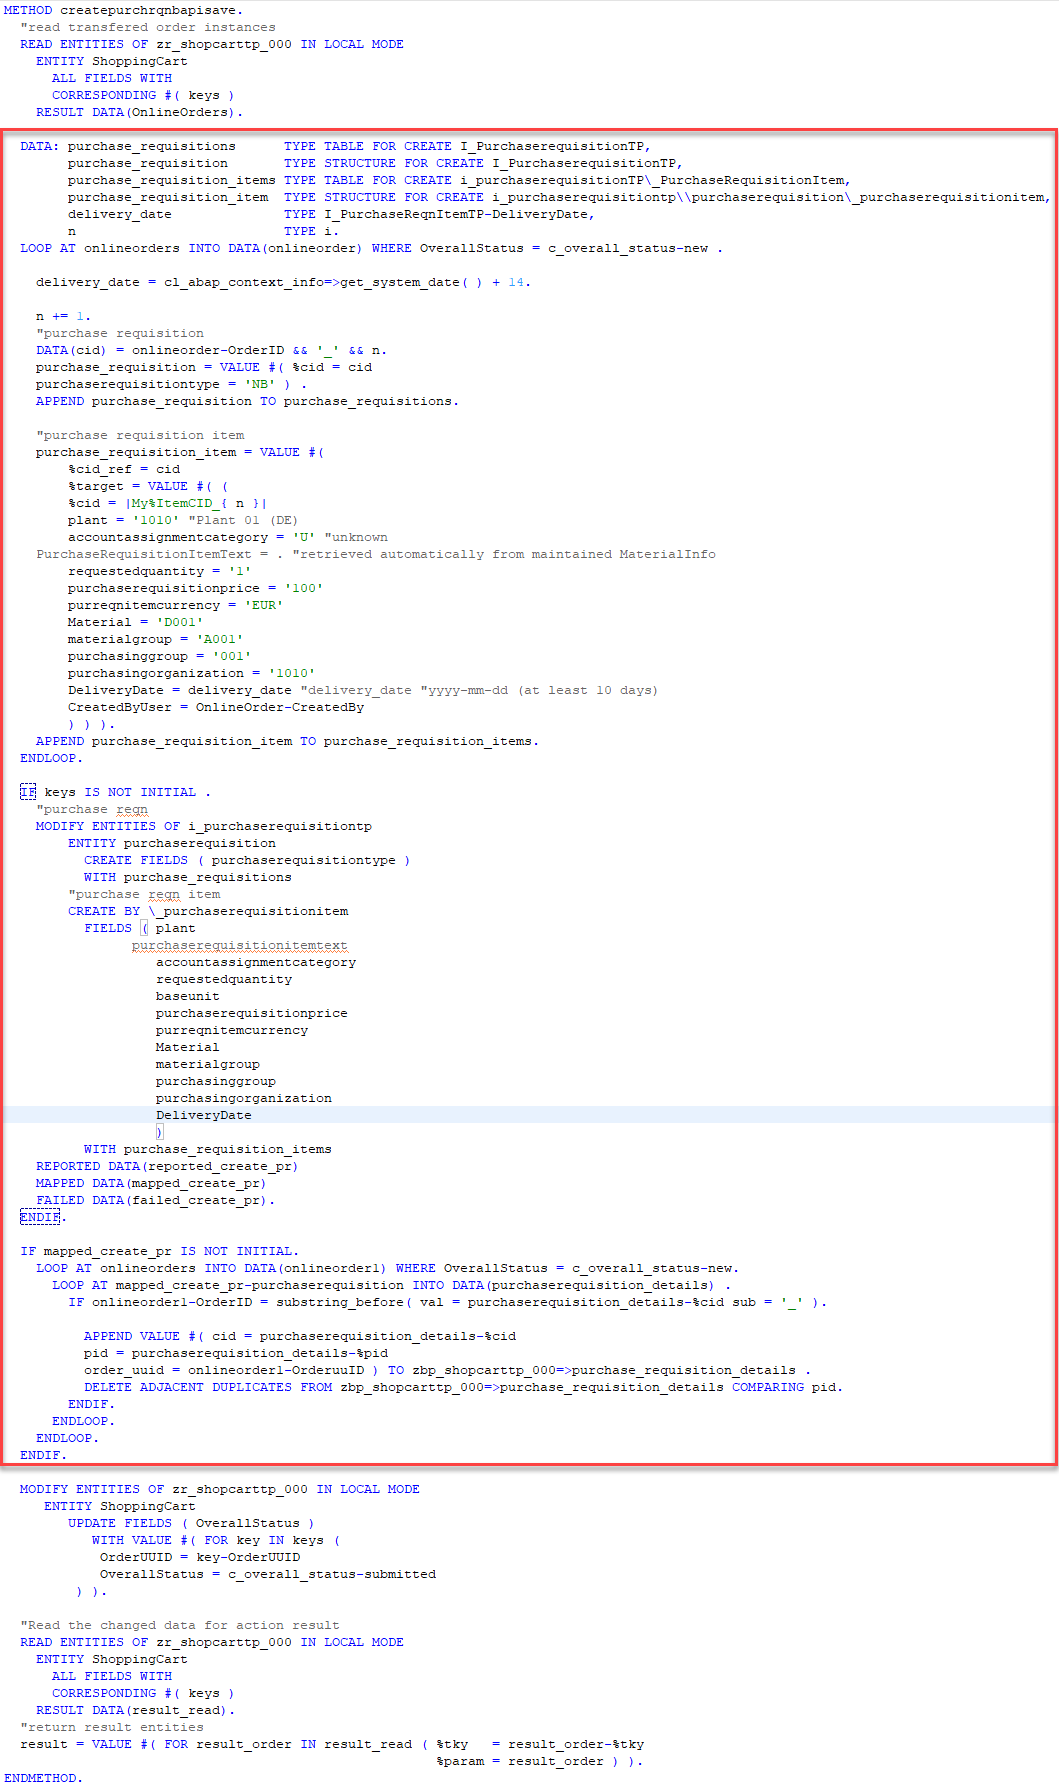 METHOD createpurchrqnbapisave.
"read transfered order instances
READ ENTITIES OF zr_shopcarttp_000 IN LOCAL MODE
ENTITY ShoppingCart
ALL FIELDS WITH
CORRESPONDING #( keys )
RESULT DATA(OnlineOrders).
DATA: purchase_requisitions TYPE TABLE FOR CREATE I_PurchaserequisitionTP,
purchase_requisition TYPE STRUCTURE FOR CREATE I_PurchaserequisitionTP,
purchase_requisition_items TYPE TABLE FOR CREATE i_purchaserequisitionTP\_PurchaseRequisitionItem,
purchase_requisition_item TYPE STRUCTURE FOR CREATE i_purchaserequisitiontp\\purchaserequisition\_purchaserequisitionitem,
delivery_date TYPE I_PurchaseReqnItemTP-DeliveryDate,
n TYPE i.
LOOP AT onlineorders INTO DATA(onlineorder) WHERE OverallStatus = c_overall_status-new .
delivery_date = cl_abap_context_info=>get_system_date( ) + 14.
n += 1.
"purchase requisition
DATA(cid) = onlineorder-OrderID && '_' && n.
purchase_requisition = VALUE #( %cid = cid
purchaserequisitiontype = 'NB' ) .
APPEND purchase_requisition TO purchase_requisitions.
"purchase requisition item
purchase_requisition_item = VALUE #(
%cid_ref = cid
%target = VALUE #( (
%cid = |My%ItemCID_{ n }|
plant = '1010' "Plant 01 (DE)
accountassignmentcategory = 'U' "unknown
PurchaseRequisitionItemText = . "retrieved automatically from maintained MaterialInfo
requestedquantity = '1'
purchaserequisitionprice = '100'
purreqnitemcurrency = 'EUR'
Material = 'D001'
materialgroup = 'A001'
purchasinggroup = '001'
purchasingorganization = '1010'
DeliveryDate = delivery_date "delivery_date "yyyy-mm-dd (at least 10 days)
CreatedByUser = OnlineOrder-CreatedBy
) ) ).
APPEND purchase_requisition_item TO purchase_requisition_items.
ENDLOOP.
IF keys IS NOT INITIAL .
"purchase reqn
MODIFY ENTITIES OF i_purchaserequisitiontp
ENTITY purchaserequisition
CREATE FIELDS ( purchaserequisitiontype )
WITH purchase_requisitions
"purchase reqn item
CREATE BY \_purchaserequisitionitem
FIELDS ( plant
purchaserequisitionitemtext
accountassignmentcategory
requestedquantity
baseunit
purchaserequisitionprice
purreqnitemcurrency
Material
materialgroup
purchasinggroup
purchasingorganization
DeliveryDate
)
WITH purchase_requisition_items
REPORTED DATA(reported_create_pr)
MAPPED DATA(mapped_create_pr)
FAILED DATA(failed_create_pr).
ENDIF.
IF mapped_create_pr IS NOT INITIAL.
LOOP AT onlineorders INTO DATA(onlineorder1) WHERE OverallStatus = c_overall_status-new.
LOOP AT mapped_create_pr-purchaserequisition INTO DATA(purchaserequisition_details) .
IF onlineorder1-OrderID = substring_before( val = purchaserequisition_details-%cid sub = '_' ).
APPEND VALUE #( cid = purchaserequisition_details-%cid
pid = purchaserequisition_details-%pid
order_uuid = onlineorder1-OrderuuID ) TO zbp_shopcarttp_000=>purchase_requisition_details .
DELETE ADJACENT DUPLICATES FROM zbp_shopcarttp_000=>purchase_requisition_details COMPARING pid.
ENDIF.
ENDLOOP.
ENDLOOP.
ENDIF.
MODIFY ENTITIES OF zr_shopcarttp_000 IN LOCAL MODE
ENTITY ShoppingCart
UPDATE FIELDS ( OverallStatus )
WITH VALUE #( FOR key IN keys (
OrderUUID = key-OrderUUID
OverallStatus = c_overall_status-submitted
) ).
"Read the changed data for action result
READ ENTITIES OF zr_shopcarttp_000 IN LOCAL MODE
ENTITY ShoppingCart
ALL FIELDS WITH
CORRESPONDING #( keys )
RESULT DATA(result_read).
"return result entities
result = VALUE #( FOR result_order IN result_read ( %tky = result_order-%tky
%param = result_order ) ).
ENDMETHOD.